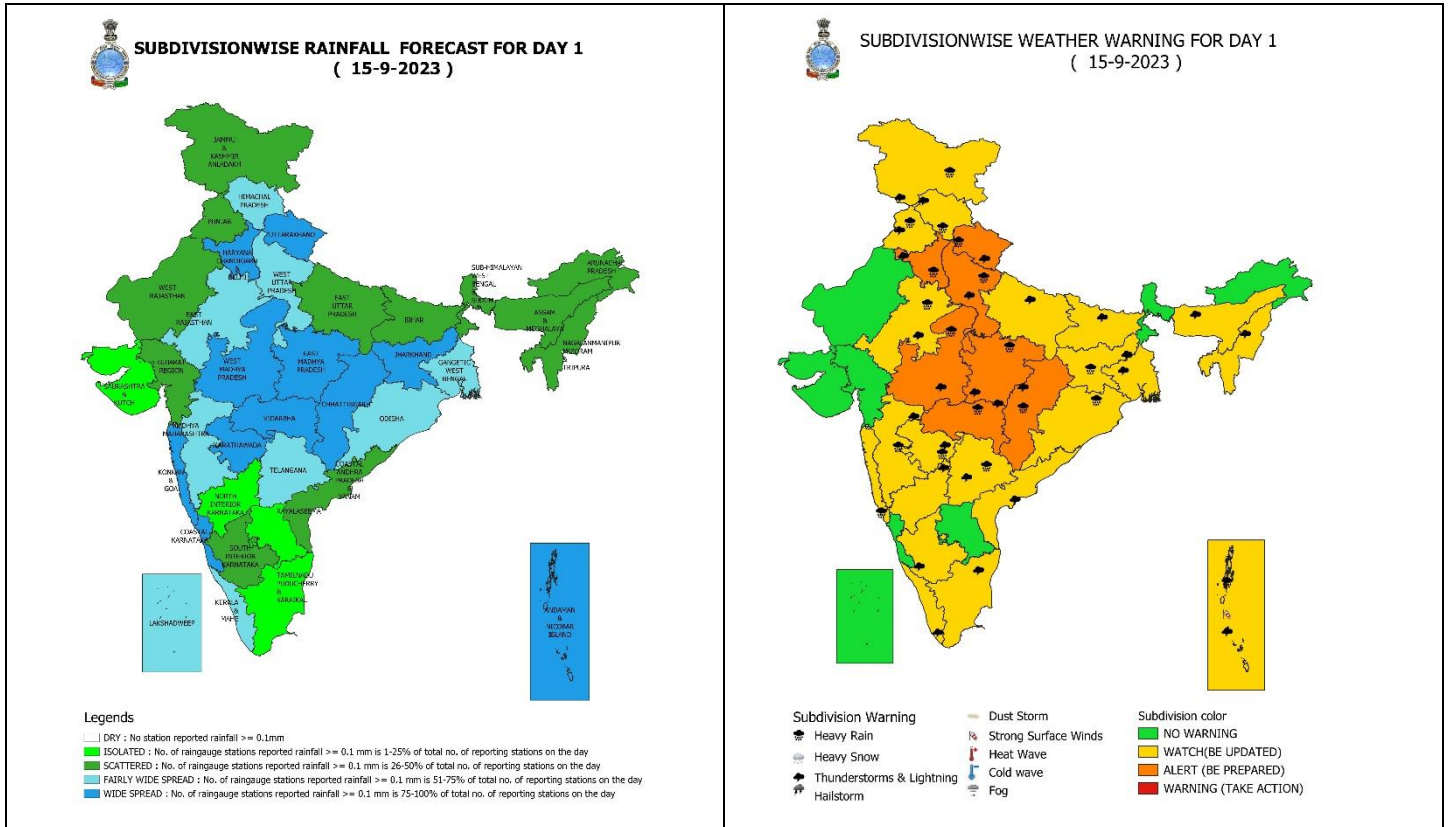 SUBDIVISIONWISE RAINFALL FORECAST FOR DAY 1
( 15-9-2023 )
JAMMU
&
KASHMIR
ANLADAKH
HIMACHAL
PRADESH
PUNJAB
UTTARAKHAND
HARYANA
CHANDIGARH
&
DELHI
WEST
UTTAR
PRADESH
WEST
RAJASTHAN
EAST
RAJASTHAN
EAST
UTTAR
PRADESH
BIHAR
SUB-HIMALAYAN
WEST
BENGAL
&
ARUNACHAL
PRADESH
ASSAM
&
MEGHALAYA
NAGALANMANIPUR
MIZORAM
&
TRIPURA
GUJARAT
REGION
SAURASHTRA
&
KUTCH
WEST
MADHYA
PRADESH
EAST
MADHYA
PRADESH
JHARKHAND
GANGETIC
WEST
BENGAL
CHHATTISGARH
VIDARBHA
ODISHA
MADHYA
MAHARASHTRA
MARATHAWADA
KONKAN
&
GOA
TELANGANA
COASTAL
ANDHRA
PRADESH
&
YANAM
NORTH
INTERIOR
KARNATAKA
RAYALASEEMA
COASTAL
KARNATAKA
SOUTH
INTERIOR
KARNATAKA
TAMILNADU
PUDUCHERRY
&
KARAIKAL
KERALA
&
MAHE
LAKSHADWEEP
ANDAMAN
&
NICOBAR
ISLAND
Legends
DRY : No station reported rainfall >= 0.1mm
ISOLATED : No. of raingauge stations reported rainfall >= 0.1 mm is 1-25% of total no. of reporting stations on the day
SCATTERED : No. of raingauge stations reported rainfall >= 0.1 mm is 26-50% of total no. of reporting stations on the day
FAIRLY WIDE SPREAD : No. of raingauge stations reported rainfall >= 0.1 mm is 51-75% of total no. of reporting stations on the day
WIDE SPREAD : No. of raingauge stations reported rainfall >= 0.1 mm is 75-100% of total no. of reporting stations on the day
SUBDIVISIONWISE WEATHER WARNING FOR DAY 1
( 15-9-2023 )
Subdivision Warning
Heavy Rain
Heavy Snow
Thunderstorms & Lightning
Hailstorm
Dust Storm
Strong Surface Winds
Heat Wave
Cold wave
Fog
Subdivision color
NO WARNING
WATCH(BE UPDATED)
ALERT (BE PREPARED)
WARNING (TAKE ACTION)